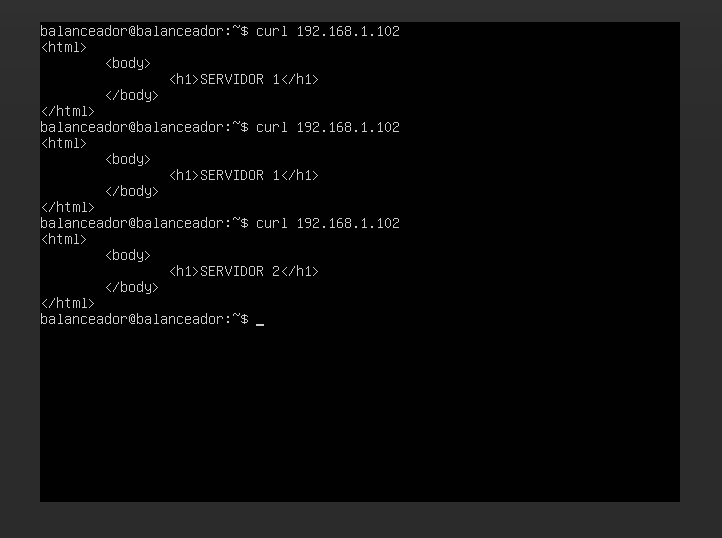 balanceador@balanceador:~$ curl 192.168.1.102
<html>
        <body>
                <h1>SERVIDOR 1</h1>
        </body>
</html>
balanceador@balanceador:~$ curl 192.168.1.102
<html>
        <body>
                <h1>SERVIDOR 1</h1>
        </body>
</html>
balanceador@balanceador:~$ curl 192.168.1.102
<html>
        <body>
                <h1>SERVIDOR 2</h1>
        </body>
</html>
balanceador@balanceador:~$ _